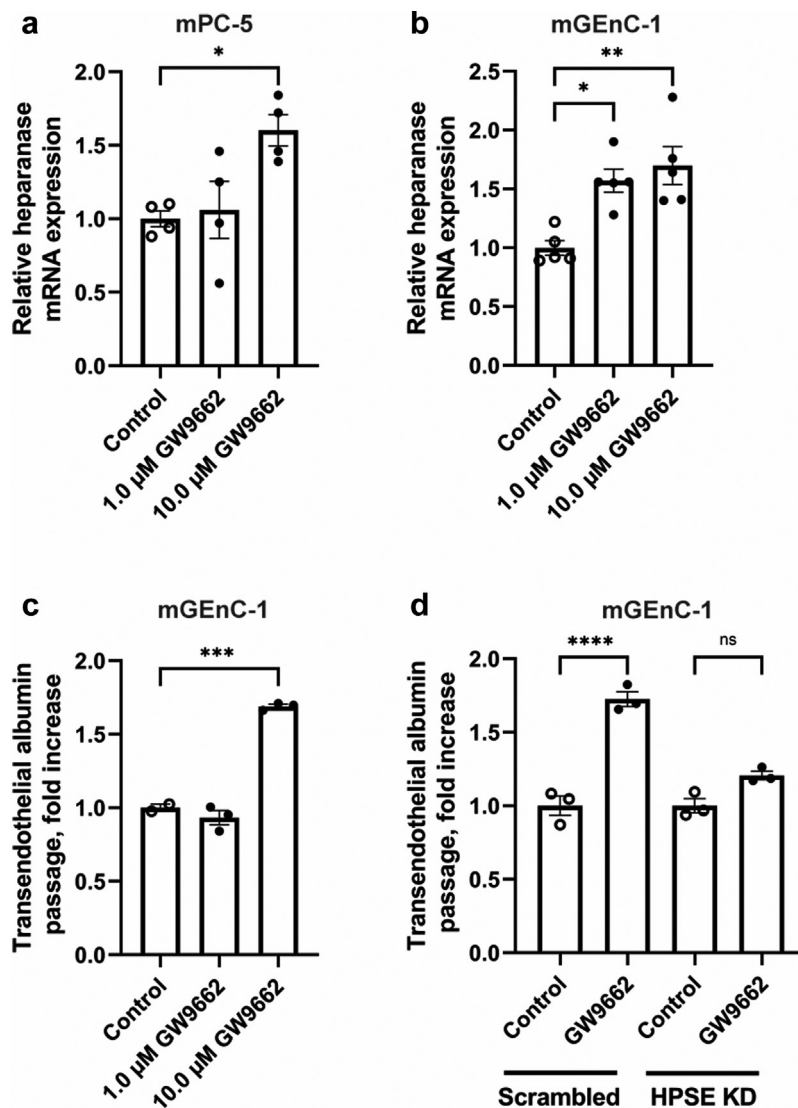 a
mPC-5
*
Relative heparanase
mRNA expression
2.0
1.5
1.0
0.5
0.0
Control
1.0 µM GW9662
10.0 µM GW9662
b
mGEnC-1
**
*
Relative heparanase
mRNA expression
2.5
2.0
1.5
1.0
0.5
0.0
Control
1.0 µM GW9662
10.0 µM GW9662
c
mGEnC-1
***
Transendothelial albumin
passage, fold increase
2.0
1.5
1.0
0.5
0.0
Control
1.0 µM GW9662
10.0 µM GW9662
d
mGEnC-1
****
ns
Transendothelial albumin
passage, fold increase
2.0
1.5
1.0
0.5
0.0
Control
GW9662
Control
GW9662
Scrambled
HPSE KD